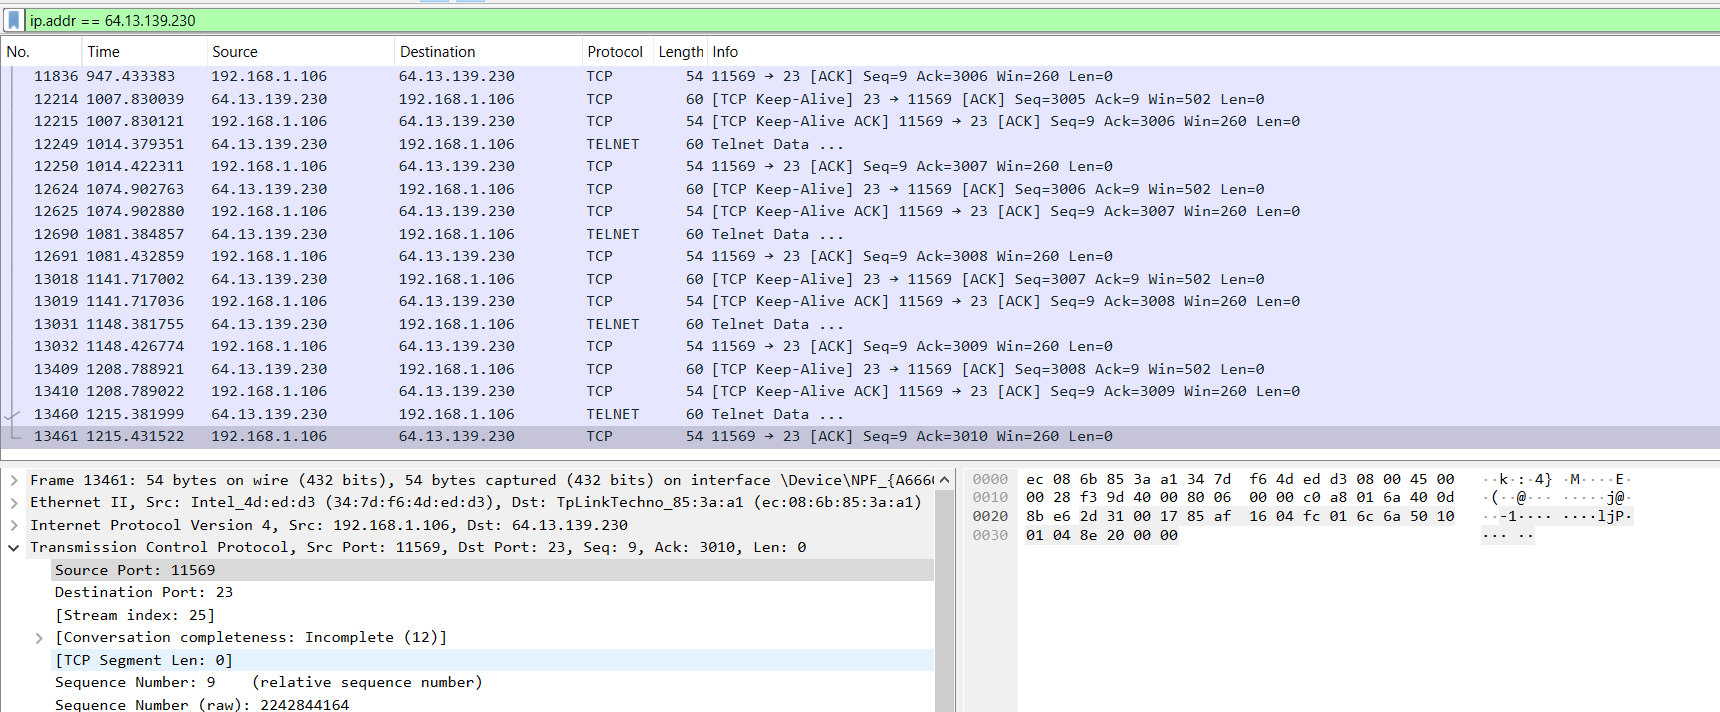 ip.addr == 64.13.139.230
No. Time Source Destination Protocol Length Info
11836 947.433383 192.168.1.106 64.13.139.230 TCP 54 11569 → 23 [ACK] Seq=9 Ack=3006 Win=260 Len=0
12214 1007.830039 64.13.139.230 192.168.1.106 TCP 60 [TCP Keep-Alive] 23 → 11569 [ACK] Seq=3005 Ack=9 Win=502 Len=0
12215 1007.830121 192.168.1.106 64.13.139.230 TCP 54 [TCP Keep-Alive ACK] 11569 → 23 [ACK] Seq=9 Ack=3006 Win=260 Len=0
12249 1014.379351 64.13.139.230 192.168.1.106 TELNET 60 Telnet Data ...
12250 1014.422311 192.168.1.106 64.13.139.230 TCP 54 11569 → 23 [ACK] Seq=9 Ack=3007 Win=260 Len=0
12624 1074.902763 64.13.139.230 192.168.1.106 TCP 60 [TCP Keep-Alive] 23 → 11569 [ACK] Seq=3006 Ack=9 Win=502 Len=0
12625 1074.902880 192.168.1.106 64.13.139.230 TCP 54 [TCP Keep-Alive ACK] 11569 → 23 [ACK] Seq=9 Ack=3007 Win=260 Len=0
12690 1081.384857 64.13.139.230 192.168.1.106 TELNET 60 Telnet Data ...
12691 1081.432859 192.168.1.106 64.13.139.230 TCP 54 11569 → 23 [ACK] Seq=9 Ack=3008 Win=260 Len=0
13018 1141.717002 64.13.139.230 192.168.1.106 TCP 60 [TCP Keep-Alive] 23 → 11569 [ACK] Seq=3007 Ack=9 Win=502 Len=0
13019 1141.717036 192.168.1.106 64.13.139.230 TCP 54 [TCP Keep-Alive ACK] 11569 → 23 [ACK] Seq=9 Ack=3008 Win=260 Len=0
13031 1148.381755 64.13.139.230 192.168.1.106 TELNET 60 Telnet Data ...
13032 1148.426774 192.168.1.106 64.13.139.230 TCP 54 11569 → 23 [ACK] Seq=9 Ack=3009 Win=260 Len=0
13409 1208.788921 64.13.139.230 192.168.1.106 TCP 60 [TCP Keep-Alive] 23 → 11569 [ACK] Seq=3008 Ack=9 Win=502 Len=0
13410 1208.789022 192.168.1.106 64.13.139.230 TCP 54 [TCP Keep-Alive ACK] 11569 → 23 [ACK] Seq=9 Ack=3009 Win=260 Len=0
13460 1215.381999 64.13.139.230 192.168.1.106 TELNET 60 Telnet Data ...
13461 1215.431522 192.168.1.106 64.13.139.230 TCP 54 11569 → 23 [ACK] Seq=9 Ack=3010 Win=260 Len=0
Frame 13461: 54 bytes on wire (432 bits), 54 bytes captured (432 bits) on interface \Device\NPF_{A666
Ethernet II, Src: Intel_4d:ed:d3 (34:7d:f6:4d:ed:d3), Dst: TpLinkTechno_85:3a:a1 (ec:08:6b:85:3a:a1)
Internet Protocol Version 4, Src: 192.168.1.106, Dst: 64.13.139.230
Transmission Control Protocol, Src Port: 11569, Dst Port: 23, Seq: 9, Ack: 3010, Len: 0
Source Port: 11569
Destination Port: 23
[Stream index: 25]
[Conversation completeness: Incomplete (12)]
[TCP Segment Len: 0]
Sequence Number: 9 (relative sequence number)
Sequence Number (raw): 2242844164
0000 ec 08 6b 85 3a a1 34 7d f6 4d ed d3 08 00 45 00 ··k·:·4} ·M····E·
0010 00 28 f3 9d 40 00 80 06 00 00 c0 a8 01 6a 40 0d ·(··@··· ·····j@·
0020 8b e6 2d 31 00 17 85 af 16 04 fc 01 6c 6a 50 10 ··-1···· ····ljP·
0030 01 04 8e 20 00 00 ··· ··